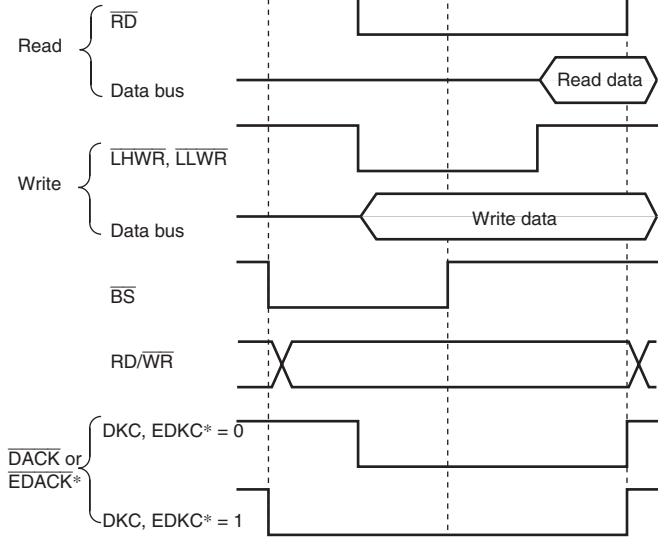 RD
Read
Data bus
Read data
LHWR, LLWR
Write
Data bus
Write data
BS
RD/WR
DKC, EDKC* = 0
DACK or
EDACK*
DKC, EDKC* = 1